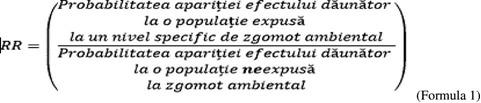 Probabilitatea apariției efectului dăunător
la o populație expusă
la un nivel specific de zgomot ambiental
RR =
Probabilitatea apariției efectului dăunător
la o populație neexpusă
la zgomot ambiental
(Formula 1)